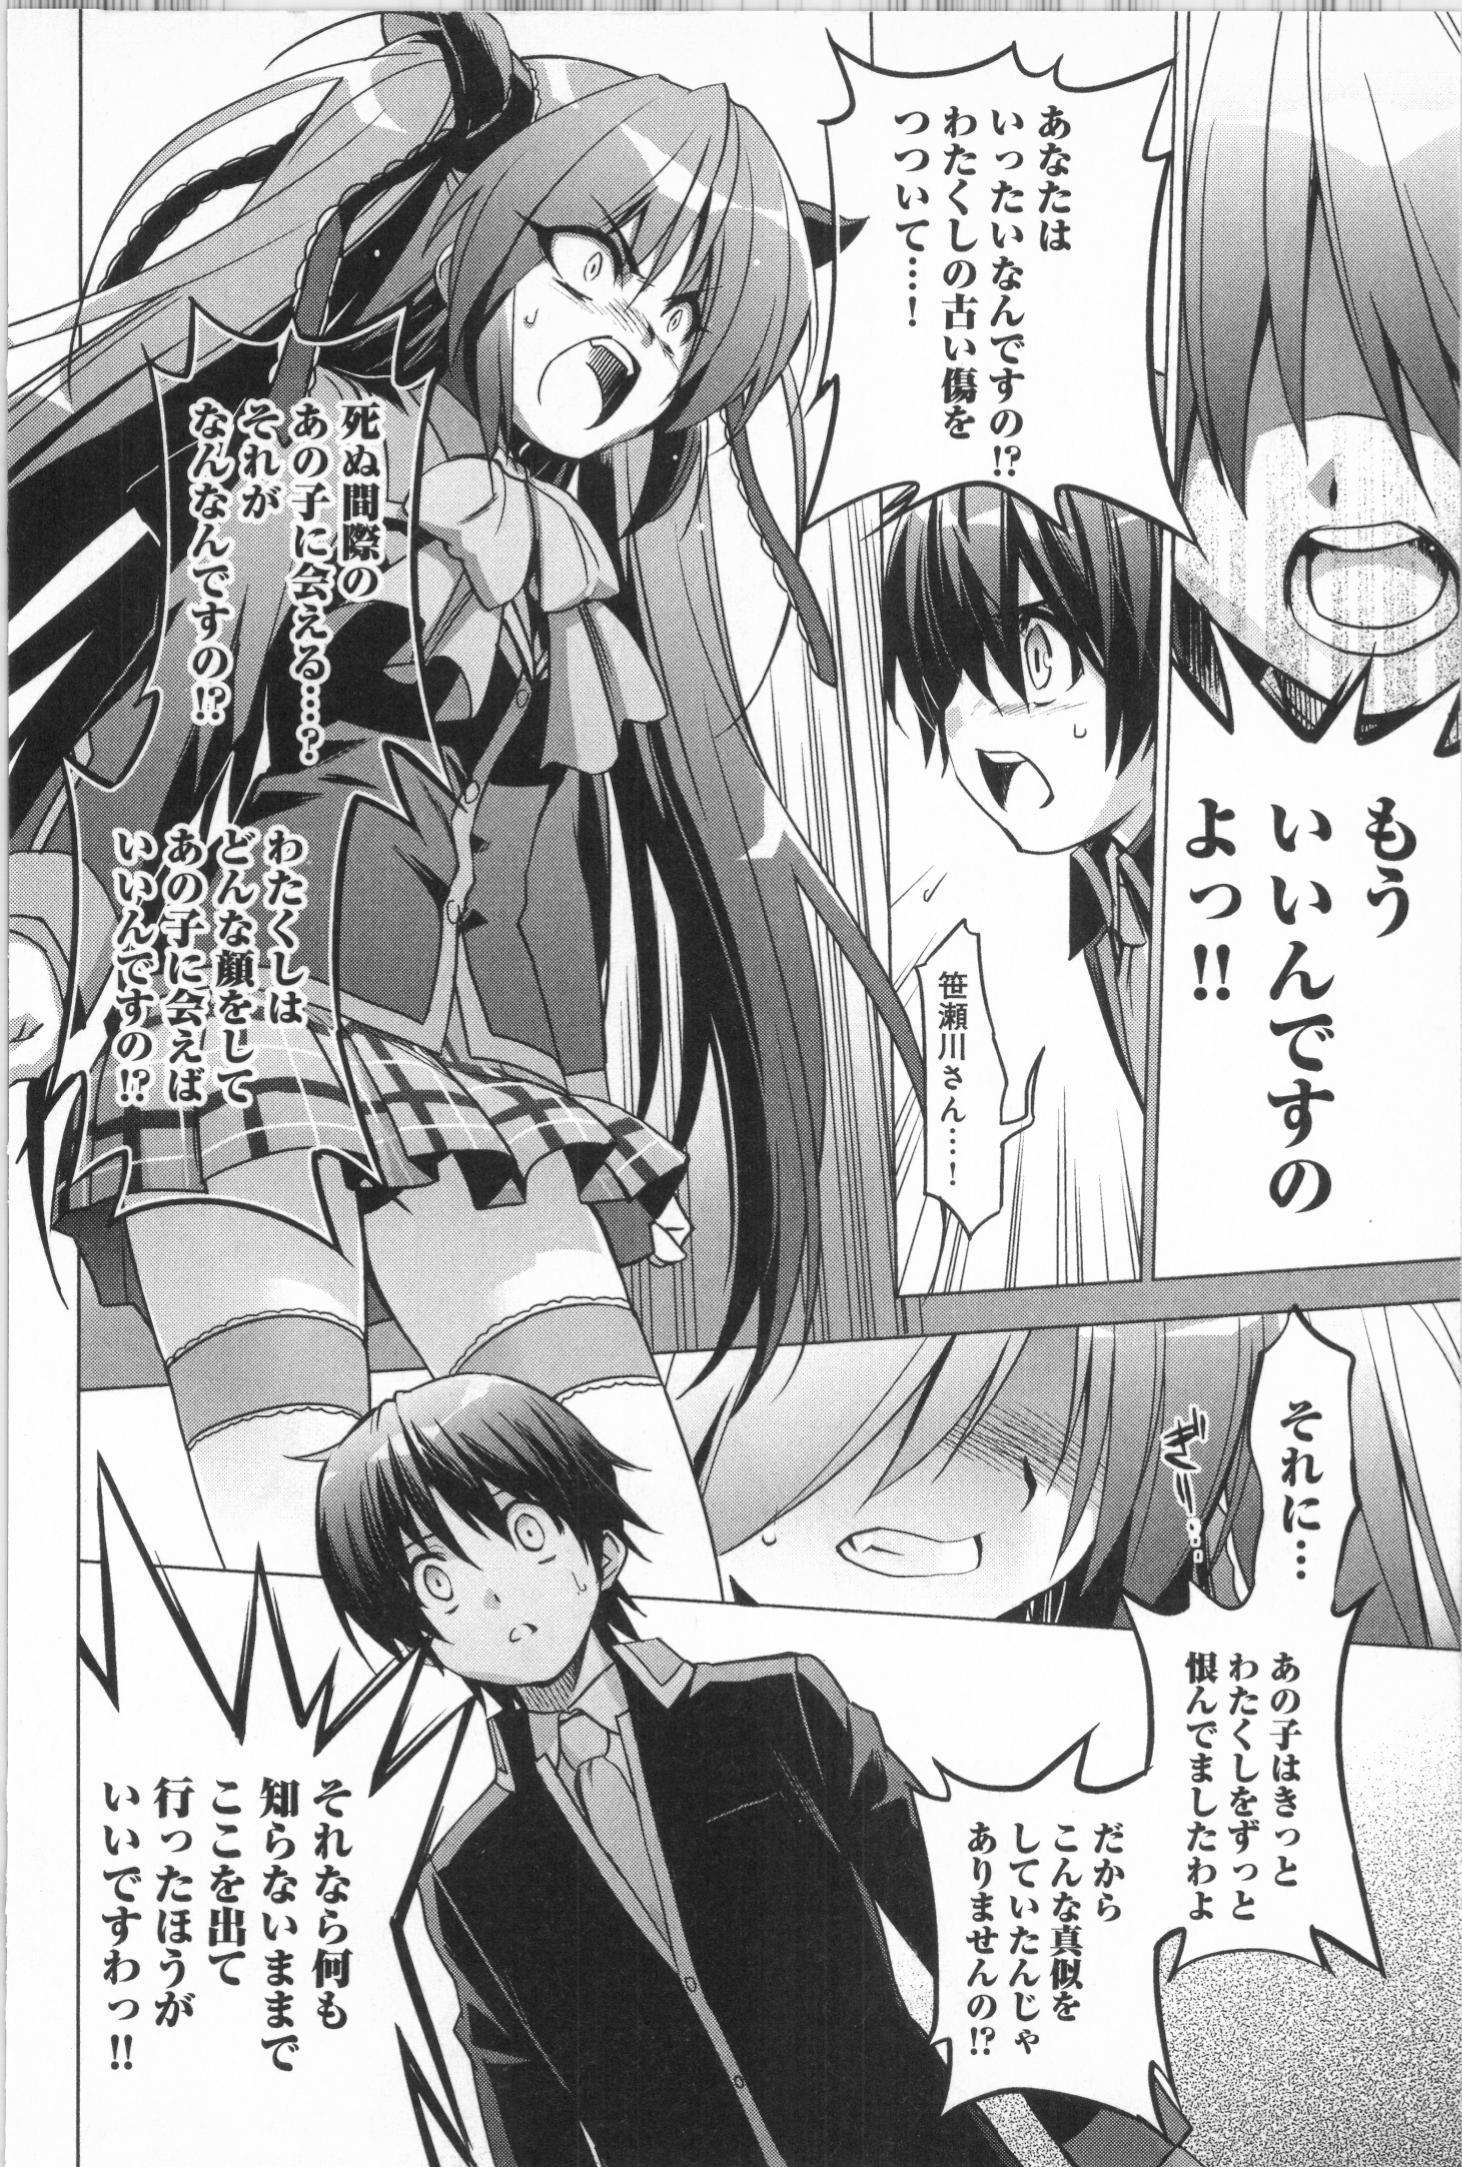 もう
いいんですの
よっ!!
笹瀬川さん…!
あなたは
いったいなんですの!?
わたくしの古い傷を
つついて…!
死ぬ間際の
あの子に会える…?
それが
なんなんですの!?
わたくしは
どんな顔をして
あの子に会えば
いいんですの!?
それに…
ぎり…
あの子はきっと
わたくしをずっと
恨んでましたわよ
だから
こんな真似を
していたんじゃ
ありませんの!?
それなら何も
知らないままで
ここを出て
行ったほうが
いいですわっ!!